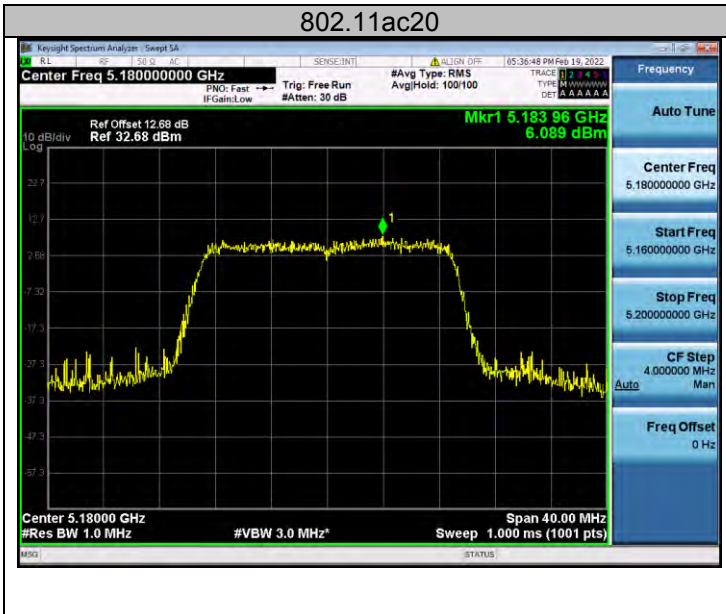 802.11ac20
Keysight Spectrum Analyzer - Swept SA
RL RF 50 Ω AC SENSE:INT ALIGN OFF 05:36:48 PM Feb 19, 2022
Center Freq 5.180000000 GHz
PNO: Fast
IFGain:Low
Trig: Free Run
#Atten: 30 dB
#Avg Type: RMS
Avg|Hold: 100/100
TRACE 1 2 3 4 5 6
TYPE M W W W W W
DET A A A A A A
Ref Offset 12.68 dB
10 dB/div Ref 32.68 dBm
Log
Mkr1 5.183 96 GHz
6.089 dBm
22.7
12.7
2.68
-7.32
-17.3
-27.3
-37.3
-47.3
-57.3
1
Center 5.18000 GHz Span 40.00 MHz
#Res BW 1.0 MHz #VBW 3.0 MHz* Sweep 1.000 ms (1001 pts)
MSG STATUS
Frequency
Auto Tune
Center Freq
5.180000000 GHz
Start Freq
5.160000000 GHz
Stop Freq
5.200000000 GHz
CF Step
4.000000 MHz
Auto Man
Freq Offset
0 Hz